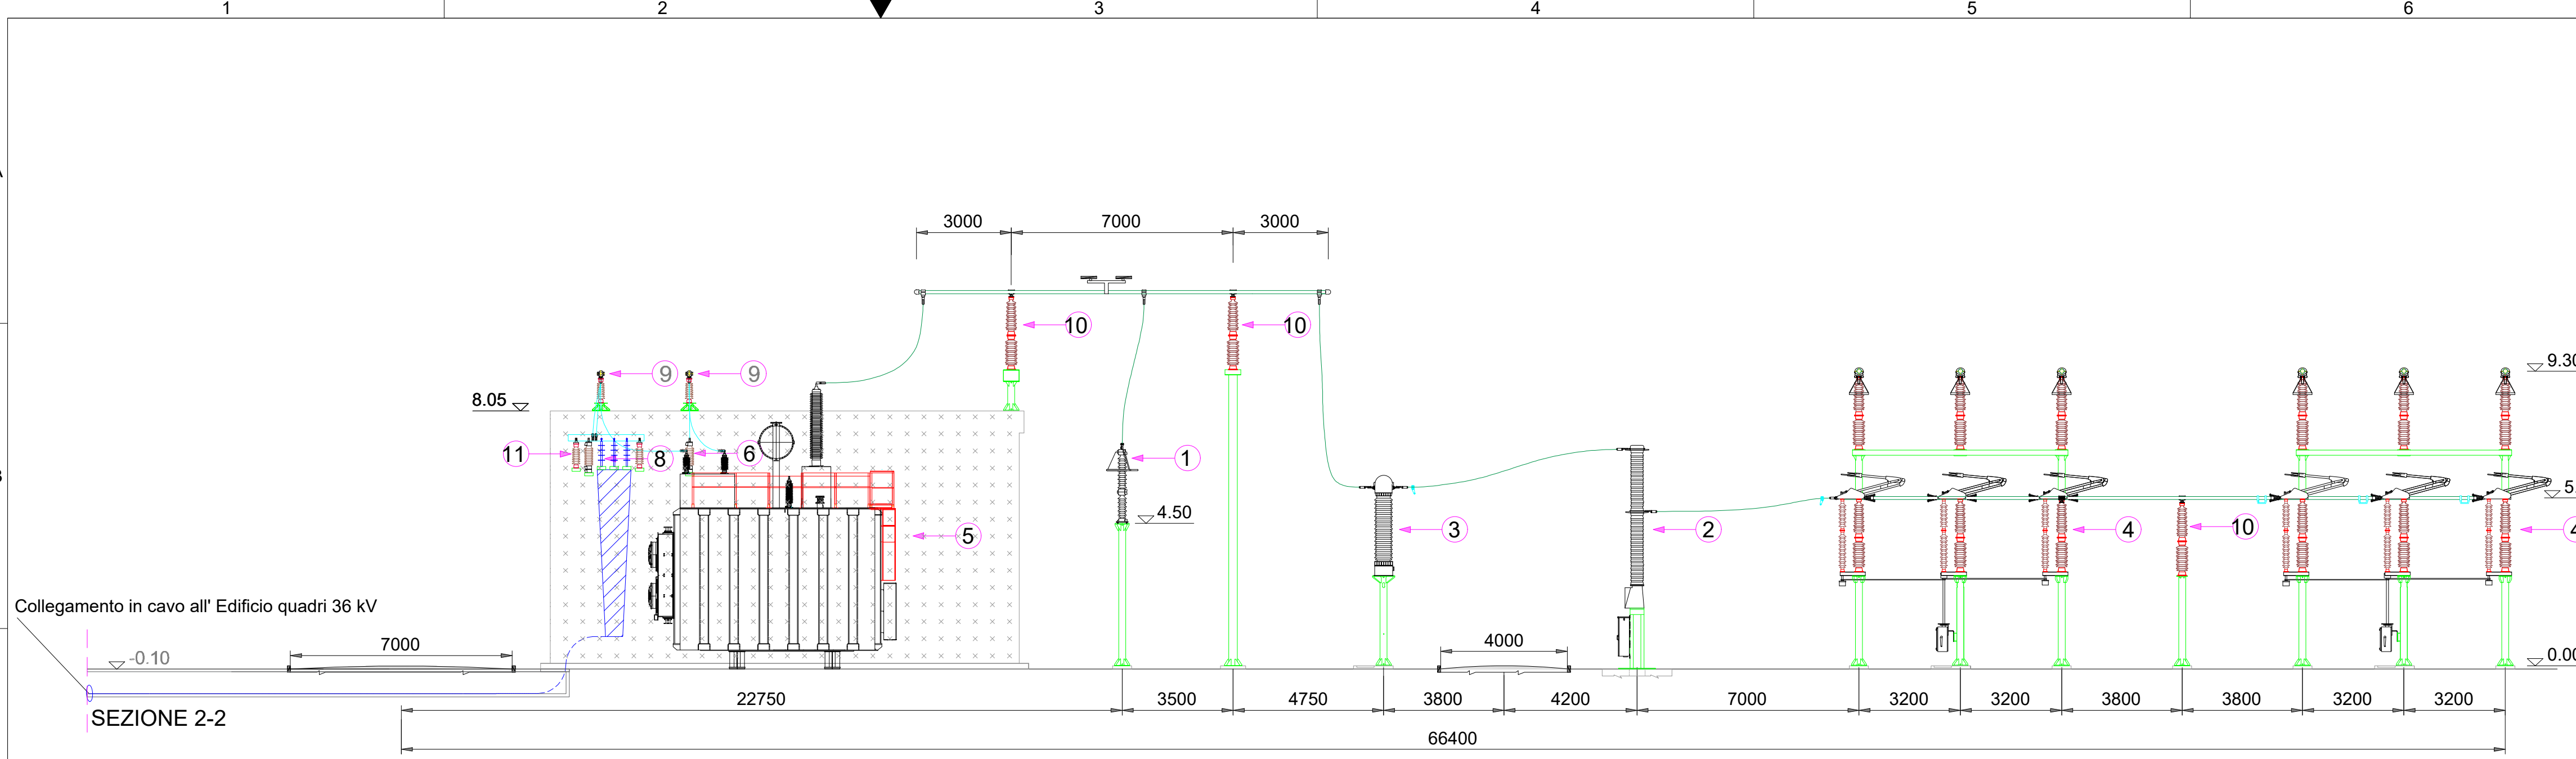 1 2 3 4 5 6
3000 7000 3000
10 10
9 9
9.30
8.05
11 8 6 1
4.50
5 3 2 4 10
Collegamento in cavo all' Edificio quadri 36 kV
7000 4000
-0.10
22750 3500 4750 3800 4200 7000 3200 3200 3800 3800 3200 3200
SEZIONE 2-2
66400